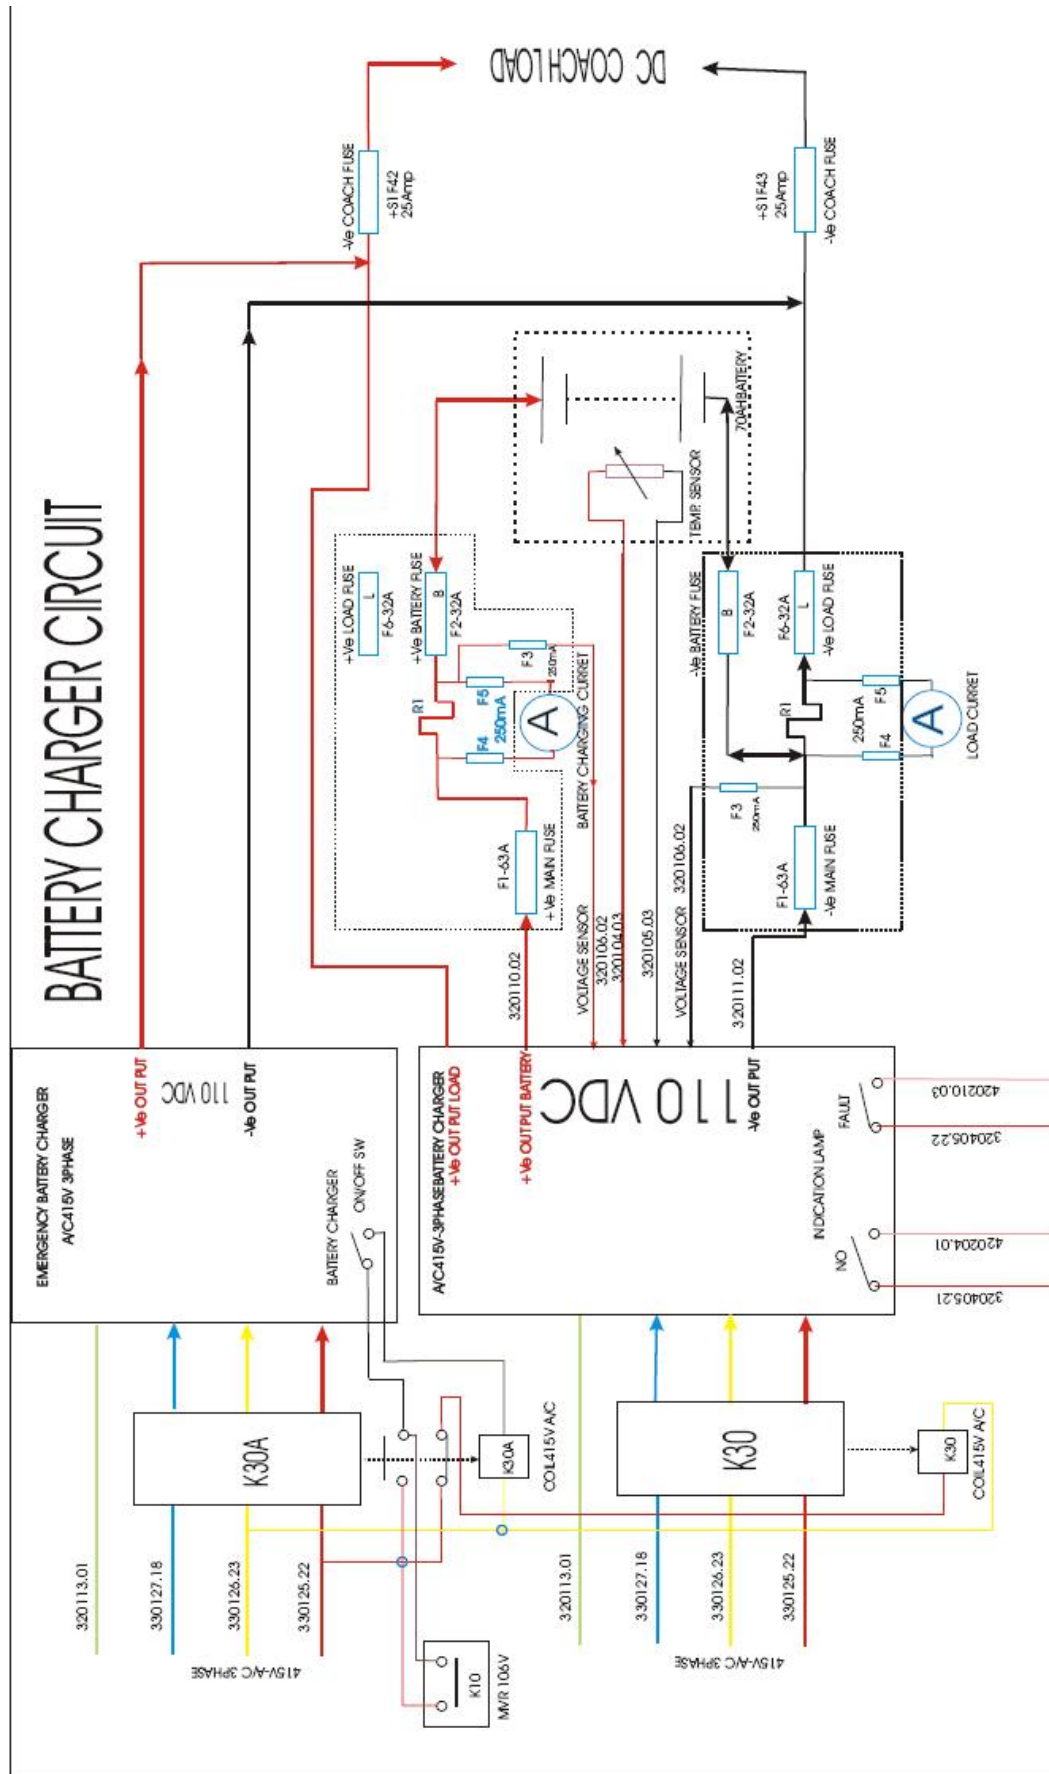 BATTERY CHARGER CIRCUIT
DC COACH LOAD
-Ve COACH FUSE
+S1F42
25Amp
+S1F43
25Amp
-Ve COACH FUSE
+Ve LOAD FUSE
L
F6-32A
+Ve BATTERY FUSE
B
F2-32A
R1
F4
F5
250mA
F3
250mA
A
BATTERY CHARGING CURRET
F1-63A
+Ve MAIN FUSE
70AHBATTERY
TEMP. SENSOR
-Ve BATTERY FUSE
B
F2-32A
F6-32A
L
-Ve LOAD FUSE
R1
F3
250mA
250mA
F4
F5
A
LOAD CURRET
F1-63A
-Ve MAIN FUSE
320110.02
VOLTAGE SENSOR
320106.02
320104.03
320105.03
VOLTAGE SENSOR
320106.02
320111.02
EMERGENCY BATTERY CHARGER
A/C415V 3PHASE
+Ve OUT PUT
110 VDC
-Ve OUT PUT
BATTERY CHARGER
ON/OFF SW
A/C415V-3PHASEBATTERY CHARGER
+Ve OUT PUT LOAD
+Ve OUT PUT BATTERY
110 VDC
-Ve OUT PUT
INDICATION LAMP
NO
FAULT
320405.21
420204.01
320405.22
420210.03
K30A
K30A
COIL415V A/C
320113.01
330127.18
330126.23
330125.22
415V-A/C 3PHASE
K10
MVR 106V
K30
K30
COIL415V A/C
320113.01
330127.18
330126.23
330125.22
415V-A/C 3PHASE